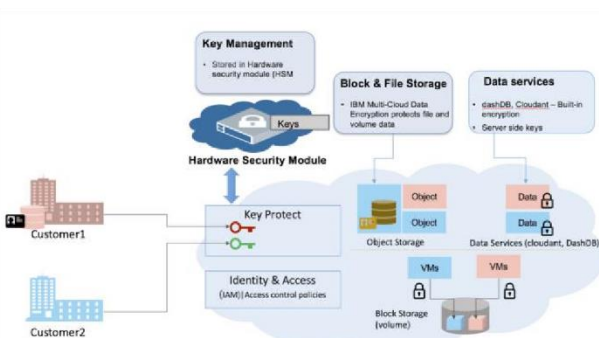 Key Management
• Stored in Hardware
security module (HSM
Keys
Hardware Security Module
Block & File Storage
• IBM Multi-Cloud Data
Encryption protects file and
volume data
Data services
• dashDB, Cloudant – Built-in
encryption
• Server side keys
Customer1
Key Protect
Identity & Access
(IAM)|Access control policies
Customer2
Object
Object
Object Storage
Data
Data
Data Services (cloudant, DashDB)
VMs
VMs
Block Storage
(volume)